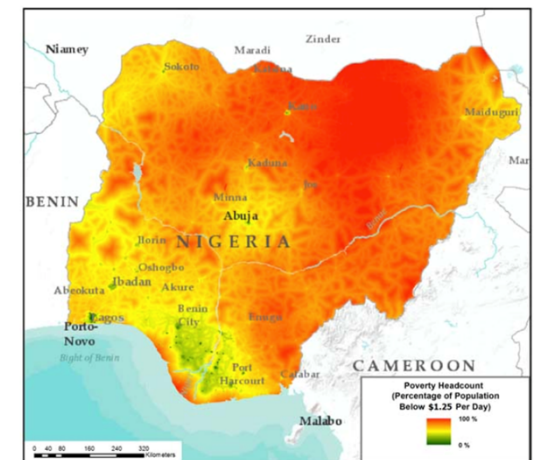 Niamey
Maradi
Zinder
Sokoto
Katsina
Kano
Maiduguri
Mar
Kaduna
Jos
BENIN
Minna
Abuja
Benue
Ilorin
NIGERIA
Oshogbo
Ibadan
Abeokuta
Akure
Benin
City
Enugu
Lagos
Porto-
Novo
Bight of Benin
Port
Harcourt
Calabar
CAMEROON
Malabo
Poverty Headcount
(Percentage of Population
Below $1.25 Per Day)
100 %
0 %
0 40 80 160 240 320
Kilometers